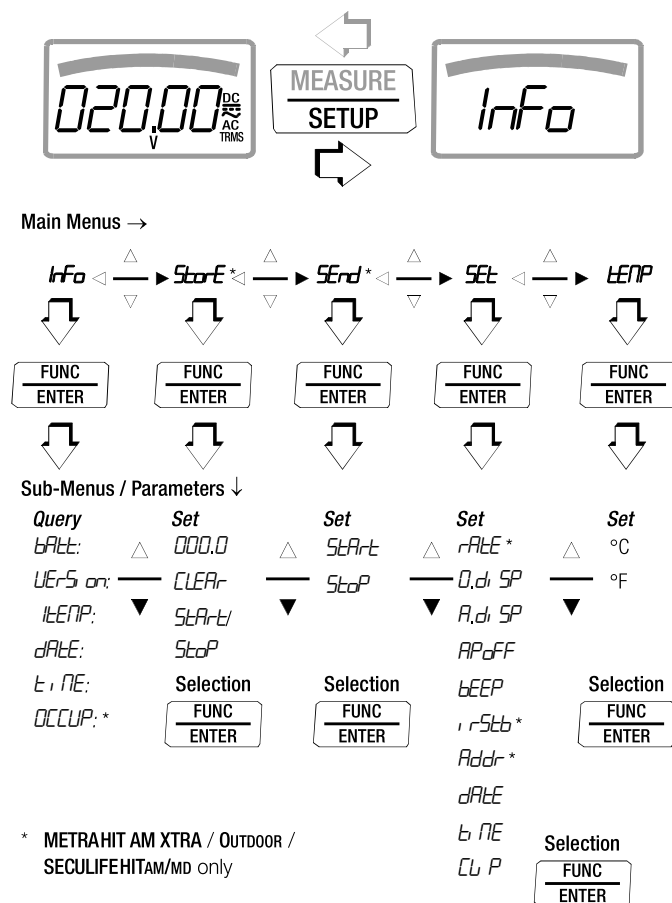 020.00 DC AC TRMS V
MEASURE
SETUP
InFo
Main Menus →
InFo StorE * SEnd * SEt tEMP
FUNC FUNC FUNC FUNC FUNC
ENTER ENTER ENTER ENTER ENTER
Sub-Menus / Parameters ↓
Query Set Set Set Set
bAtt: 000.0 StArt rAtE * °C
VErSion: CLEAr StoP 0.diSP °F
ItEMP: StArt/ A.diSP
dAtE: StoP APoFF
tiME: Selection Selection bEEP Selection
OCCUP: * FUNC FUNC irStb * FUNC
ENTER ENTER Addr * ENTER
dAtE
* METRAHIT AM XTRA / OUTDOOR / tiME Selection
SECULIFEHITAM/MD only CLiP FUNC
ENTER